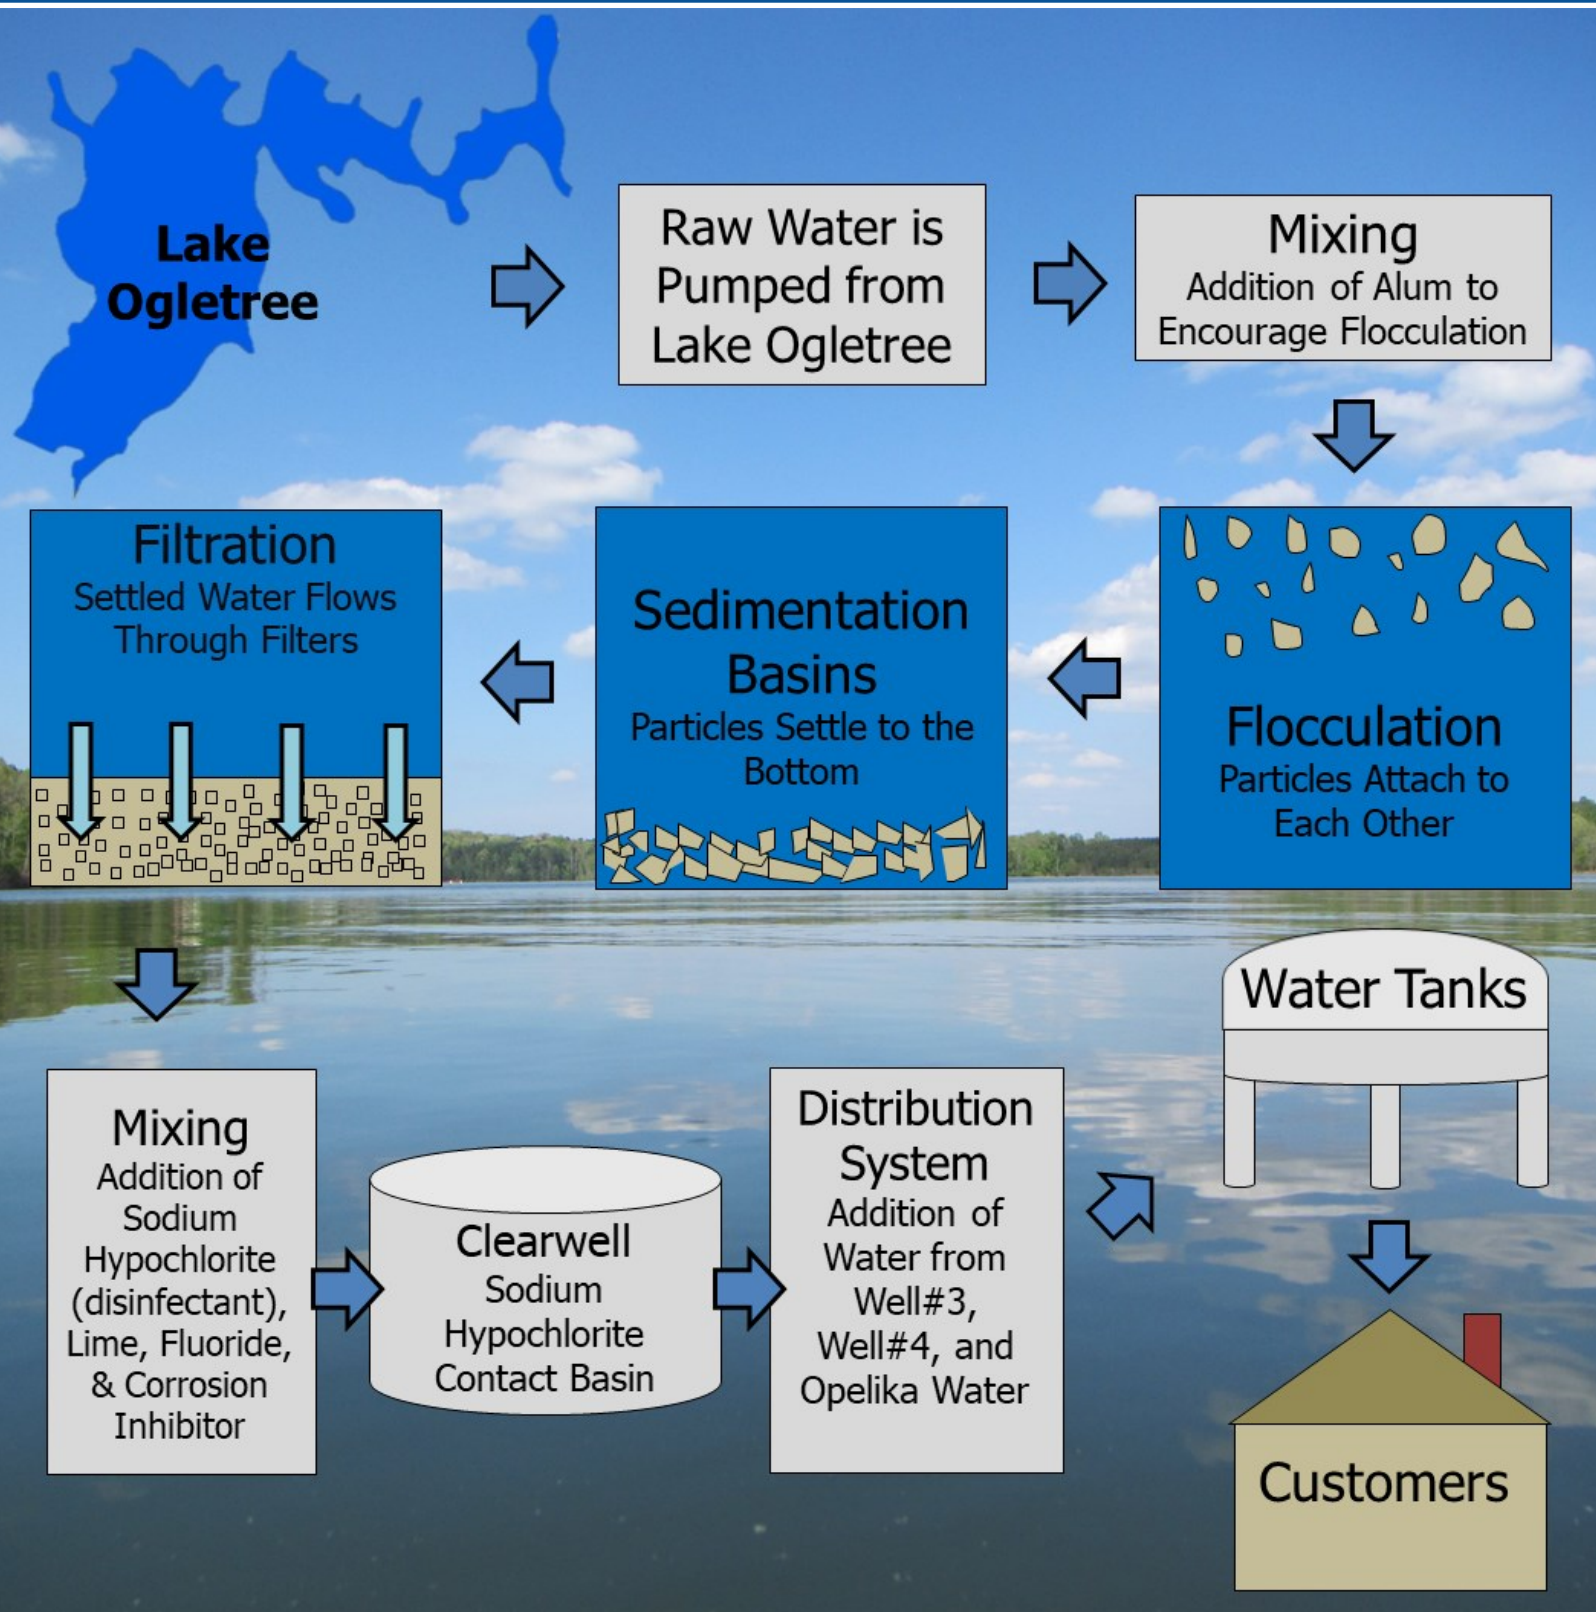 Lake
Ogletree
Raw Water is
Pumped from
Lake Ogletree
Mixing
Addition of Alum to
Encourage Flocculation
Flocculation
Particles Attach to
Each Other
Sedimentation
Basins
Particles Settle to the
Bottom
Filtration
Settled Water Flows
Through Filters
Mixing
Addition of
Sodium
Hypochlorite
(disinfectant),
Lime, Fluoride,
& Corrosion
Inhibitor
Clearwell
Sodium
Hypochlorite
Contact Basin
Distribution
System
Addition of
Water from
Well#3,
Well#4, and
Opelika Water
Water Tanks
Customers